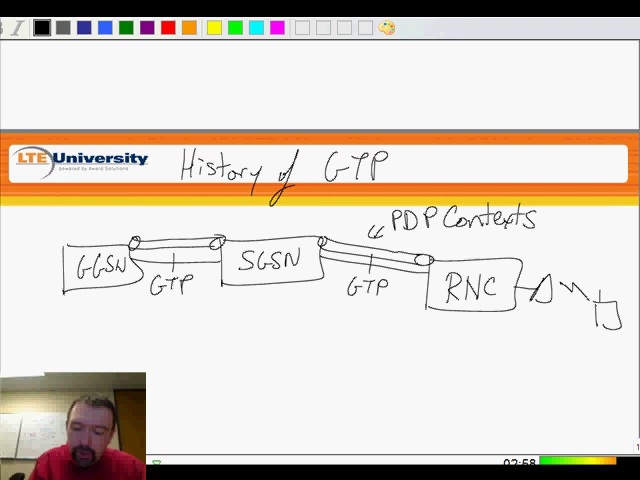 LTE University
powered by Award Solutions
History of GTP
PDP Contexts
GGSN
SGSN
RNC
GTP
GTP
02:58